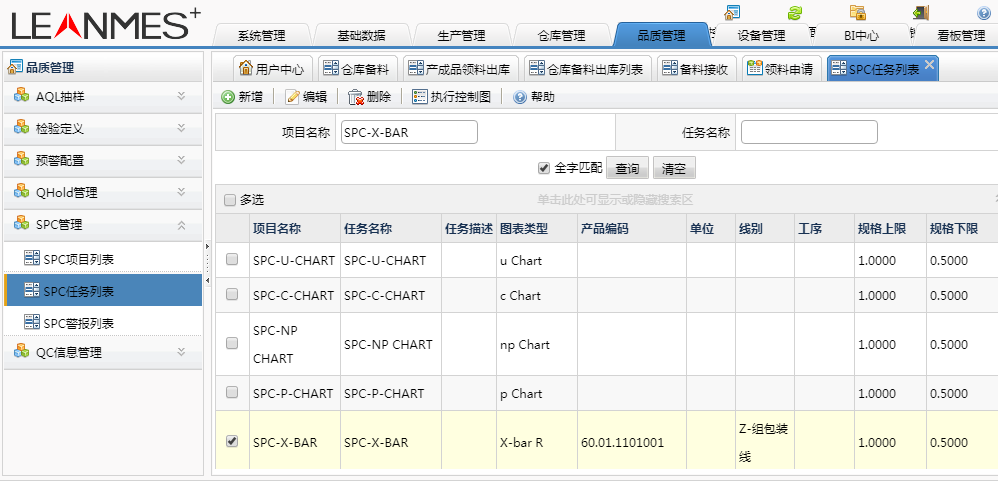 LEANMES+
系统管理 基础数据 生产管理 仓库管理 品质管理 设备管理 BI中心 看板管理
品质管理
AQL抽样
检验定义
预警配置
QHold管理
SPC管理
SPC项目列表
SPC任务列表
SPC警报列表
QC信息管理
用户中心 仓库备料 产成品领料出库 仓库备料出库列表 备料接收 领料申请 SPC任务列表
新增 编辑 删除 执行控制图 帮助
项目名称 SPC-X-BAR 任务名称
全字匹配 查询 清空
多选 单击此处可显示或隐藏搜索区
项目名称 任务名称 任务描述 图表类型 产品编码 单位 线别 工序 规格上限 规格下限
SPC-U-CHART SPC-U-CHART u Chart 1.0000 0.5000
SPC-C-CHART SPC-C-CHART c Chart 1.0000 0.5000
SPC-NP
CHART SPC-NP CHART np Chart 1.0000 0.5000
SPC-P-CHART SPC-P-CHART p Chart 1.0000 0.5000
SPC-X-BAR SPC-X-BAR X-bar R 60.01.1101001 Z-组包装
线 1.0000 0.5000